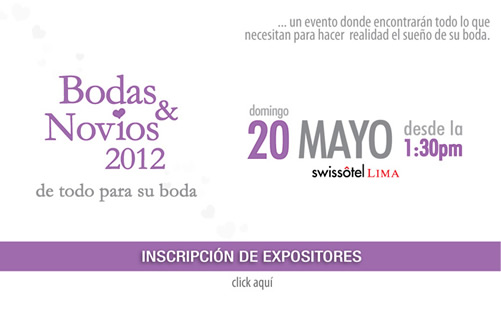 ... un evento donde encontrarán todo lo que
necesitan para hacer realidad el sueño de su boda.
Bodas
& Novios
2012
de todo para su boda
domingo
20 MAYO
desde la
1:30pm
swissôtel LIMA
INSCRIPCIÓN DE EXPOSITORES
click aquí